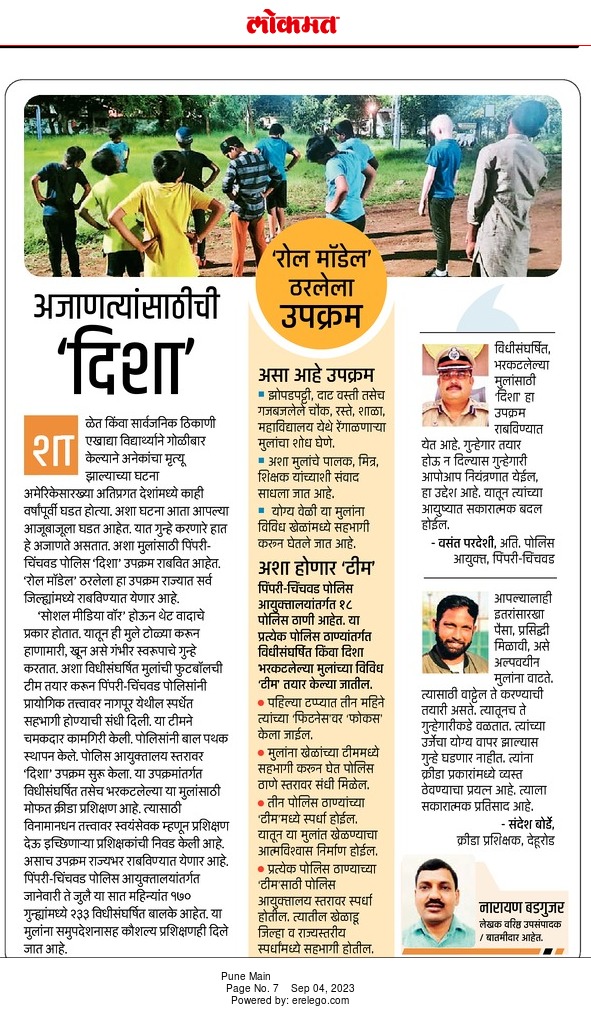 लोकमत
‘रोल मॉडेल’
ठरलेला
उपक्रम
अजाणत्यांसाठीची
‘दिशा’
शाळेत किंवा सार्वजनिक ठिकाणी
एखाद्या विद्यार्थ्याने गोळीबार
केल्याने अनेकांचा मृत्यू
झाल्याच्या घटना
अमेरिकेसारख्या अतिप्रगत देशांमध्ये काही
वर्षांपूर्वी घडत होत्या. अशा घटना आता आपल्या
आजूबाजूला घडत आहेत. यात गुन्हे करणारे हात
हे अजाणते असतात. अशा मुलांसाठी पिंपरी-
चिंचवड पोलिस ‘दिशा’ उपक्रम राबवित आहेत.
‘रोल मॉडेल’ ठरलेला हा उपक्रम राज्यात सर्व
जिल्ह्यांमध्ये राबविण्यात येणार आहे.
‘सोशल मीडिया वॉर’ होऊन थेट वादाचे
प्रकार होतात. यातूनही मुले टोळ्या करून
हाणामारी, खून असे गंभीर स्वरूपाचे गुन्हे
करतात. अशा विधीसंघर्षित मुलांची फुटबॉलची
टीम तयार करून पिंपरी-चिंचवड पोलिसांनी
प्रायोगिक तत्त्वावर नागपूर येथील स्पर्धेत
सहभागी होण्याची संधी दिली. या टीमने
चमकदार कामगिरी केली. पोलिसांनी बाल पथक
स्थापन केले. पोलिस आयुक्तालय स्तरावर
‘दिशा’ उपक्रम सुरू केला. या उपक्रमांतर्गत
विधीसंघर्षित तसेच भरकटलेल्या या मुलांसाठी
मोफत क्रीडा प्रशिक्षण आहे. त्यासाठी
विनामानधन तत्त्वावर स्वयंसेवक म्हणून प्रशिक्षण
देऊ इच्छिणाऱ्या प्रशिक्षकांची निवड केली आहे.
असाच उपक्रम राज्यभर राबविण्यात येणार आहे.
पिंपरी-चिंचवड पोलिस आयुक्तालयांतर्गत
जानेवारी ते जुलै या सात महिन्यांत १७०
गुन्ह्यांमध्ये २३३ विधीसंघर्षित बालके आहेत. या
मुलांना समुपदेशनासह कौशल्य प्रशिक्षणही दिले
जात आहे.
असा आहे उपक्रम
झोपडपट्टी, दाट वस्ती तसेच
गजबजलेले चौक, रस्ते, शाळा,
महाविद्यालय येथे रेंगाळणाऱ्या
मुलांचा शोध घेणे.
अशा मुलांचे पालक, मित्र,
शिक्षक यांच्याशी संवाद
साधला जात आहे.
योग्य वेळी या मुलांना
विविध खेळांमध्ये सहभागी
करून घेतले जात आहे.
अशा होणार ‘टीम’
पिंपरी-चिंचवड पोलिस
आयुक्तालयांतर्गत १८
पोलिस ठाणी आहेत. या
प्रत्येक पोलिस ठाण्यांतर्गत
विधीसंघर्षित किंवा दिशा
भरकटलेल्या मुलांच्या विविध
‘टीम’ तयार केल्या जातील.
पहिल्या टप्प्यात तीन महिने
त्यांच्या ‘फिटनेस’वर ‘फोकस’
केला जाईल.
मुलांना खेळांच्या टीममध्ये
सहभागी करून घेत पोलिस
ठाणे स्तरावर संधी मिळेल.
तीन पोलिस ठाण्यांच्या
‘टीम’मध्ये स्पर्धा होईल.
यातून या मुलांत खेळण्याचा
आत्मविश्वास निर्माण होईल.
प्रत्येक पोलिस ठाण्याच्या
‘टीम’साठी पोलिस
आयुक्तालय स्तरावर स्पर्धा
होतील. त्यातील खेळाडू
जिल्हा व राज्यस्तरीय
स्पर्धांमध्ये सहभागी होतील.
विधीसंघर्षित,
भरकटलेल्या
मुलांसाठी
‘दिशा’ हा
उपक्रम
राबविण्यात
येत आहे. गुन्हेगार तयार
होऊ न दिल्यास गुन्हेगारी
आपोआप नियंत्रणात येईल,
हा उद्देश आहे. यातून त्यांच्या
आयुष्यात सकारात्मक बदल
होईल.
- वसंत परदेशी, अति. पोलिस
आयुक्त, पिंपरी-चिंचवड
आपल्यालाही
इतरांसारखा
पैसा, प्रसिद्धी
मिळावी, असे
अल्पवयीन
मुलांना वाटते.
त्यासाठी वाट्टेल ते करण्याची
तयारी असते. त्यातूनच ते
गुन्हेगारीकडे वळतात. त्यांच्या
उर्जेचा योग्य वापर झाल्यास
गुन्हे घडणार नाहीत. त्यांना
क्रीडा प्रकारांमध्ये व्यस्त
ठेवण्याचा प्रयत्न आहे. त्याला
सकारात्मक प्रतिसाद आहे.
- संदेश बोर्डे,
क्रीडा प्रशिक्षक, देहूरोड
नारायण बडगुजर
लेखक वरिष्ठ उपसंपादक
/ बातमीदार आहेत.
Pune Main
Page No. 7 Sep 04, 2023
Powered by: erelego.com